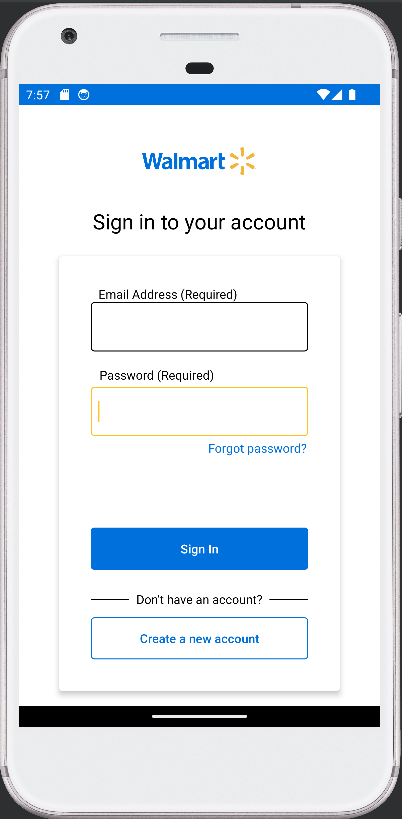 7:57
Walmart
Sign in to your account
Email Address (Required)
Password (Required)
Forgot password?
Sign In
Don't have an account?
Create a new account